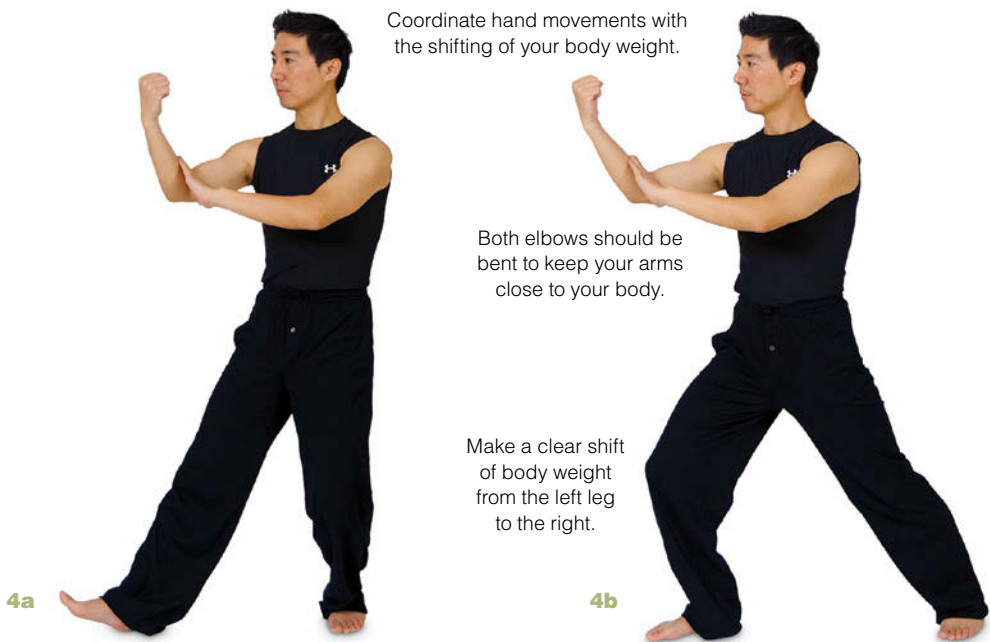 Coordinate hand movements with
the shifting of your body weight.
Both elbows should be
bent to keep your arms
close to your body.
Make a clear shift
of body weight
from the left leg
to the right.
4a
4b